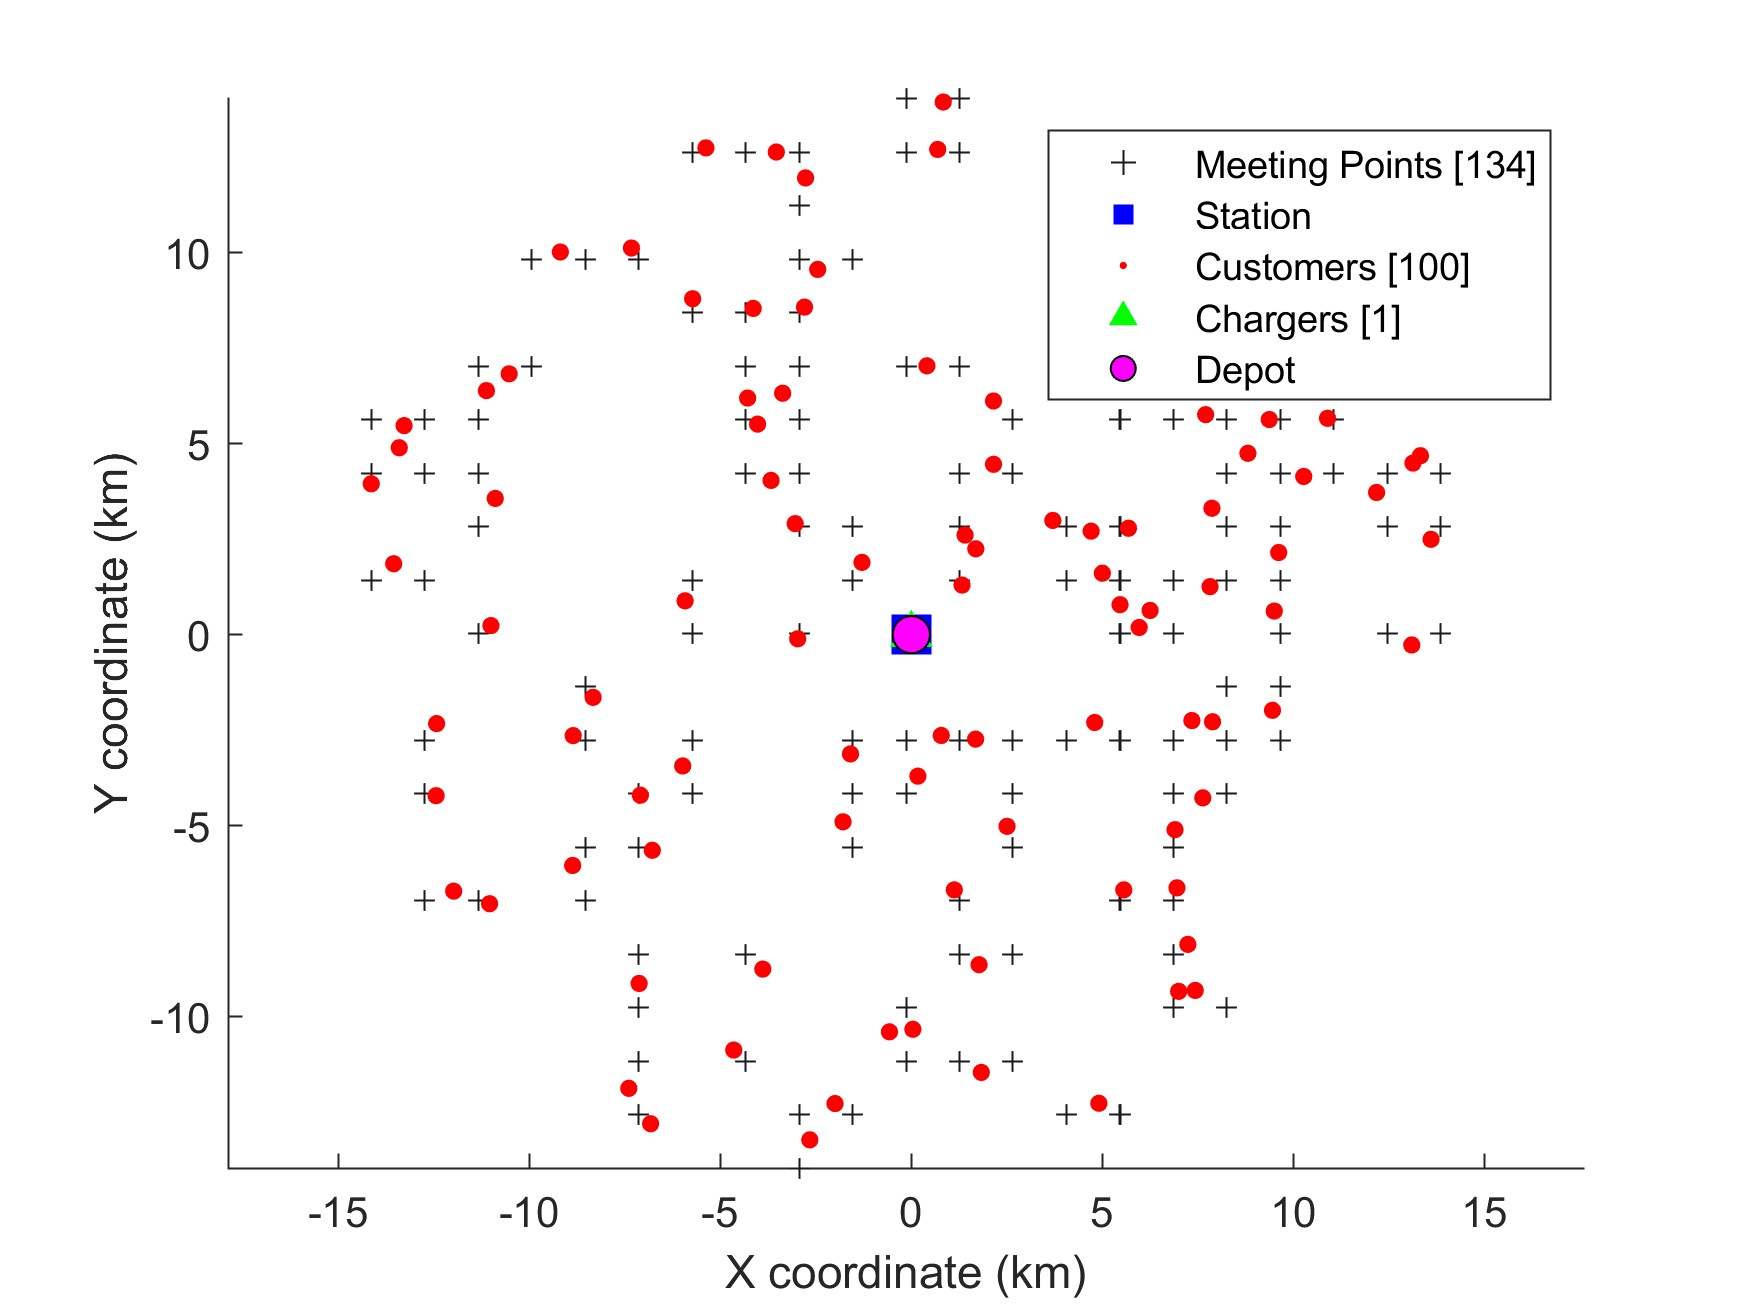 Meeting Points [134]
Station
Customers [100]
Chargers [1]
Depot
10
5
0
-5
-10
Y coordinate (km)
-15
-10
-5
0
5
10
15
X coordinate (km)